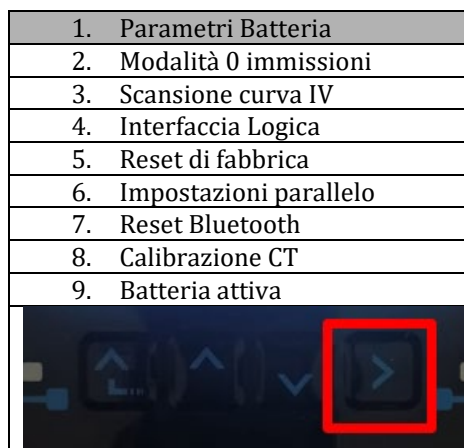 1. Parametri Batteria
2. Modalità 0 immissioni
3. Scansione curva IV
4. Interfaccia Logica
5. Reset di fabbrica
6. Impostazioni parallelo
7. Reset Bluetooth
8. Calibrazione CT
9. Batteria attiva